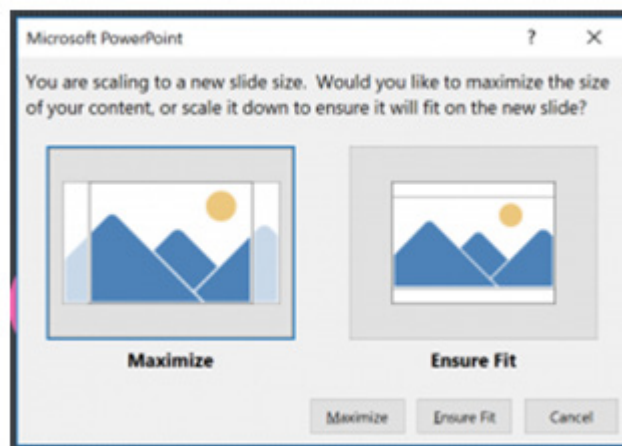 Microsoft PowerPoint ? ×
You are scaling to a new slide size. Would you like to maximize the size
of your content, or scale it down to ensure it will fit on the new slide?
Maximize Ensure Fit
Maximize Ensure Fit Cancel